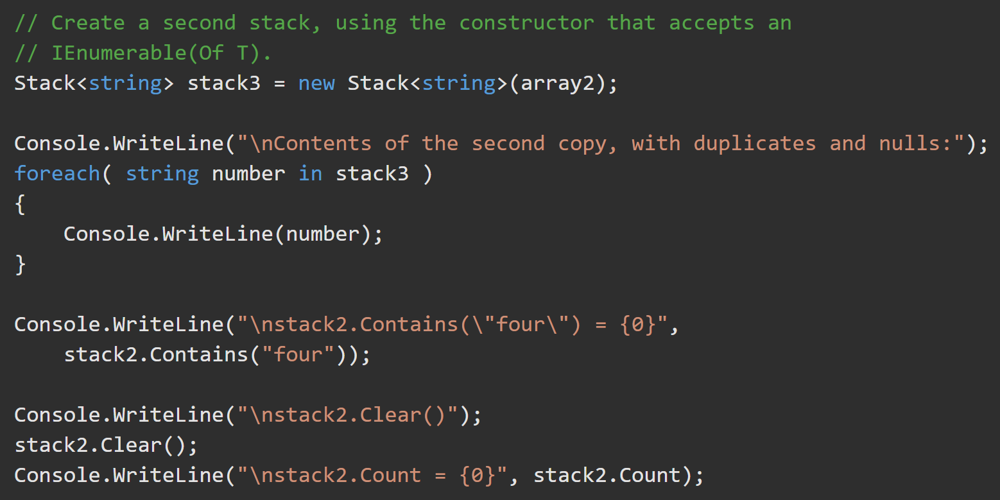 // Create a second stack, using the constructor that accepts an
// IEnumerable(Of T).
Stack<string> stack3 = new Stack<string>(array2);

Console.WriteLine("\nContents of the second copy, with duplicates and nulls:");
foreach( string number in stack3 )
{
    Console.WriteLine(number);
}

Console.WriteLine("\nstack2.Contains(\"four\") = {0}",
    stack2.Contains("four"));

Console.WriteLine("\nstack2.Clear()");
stack2.Clear();
Console.WriteLine("\nstack2.Count = {0}", stack2.Count);